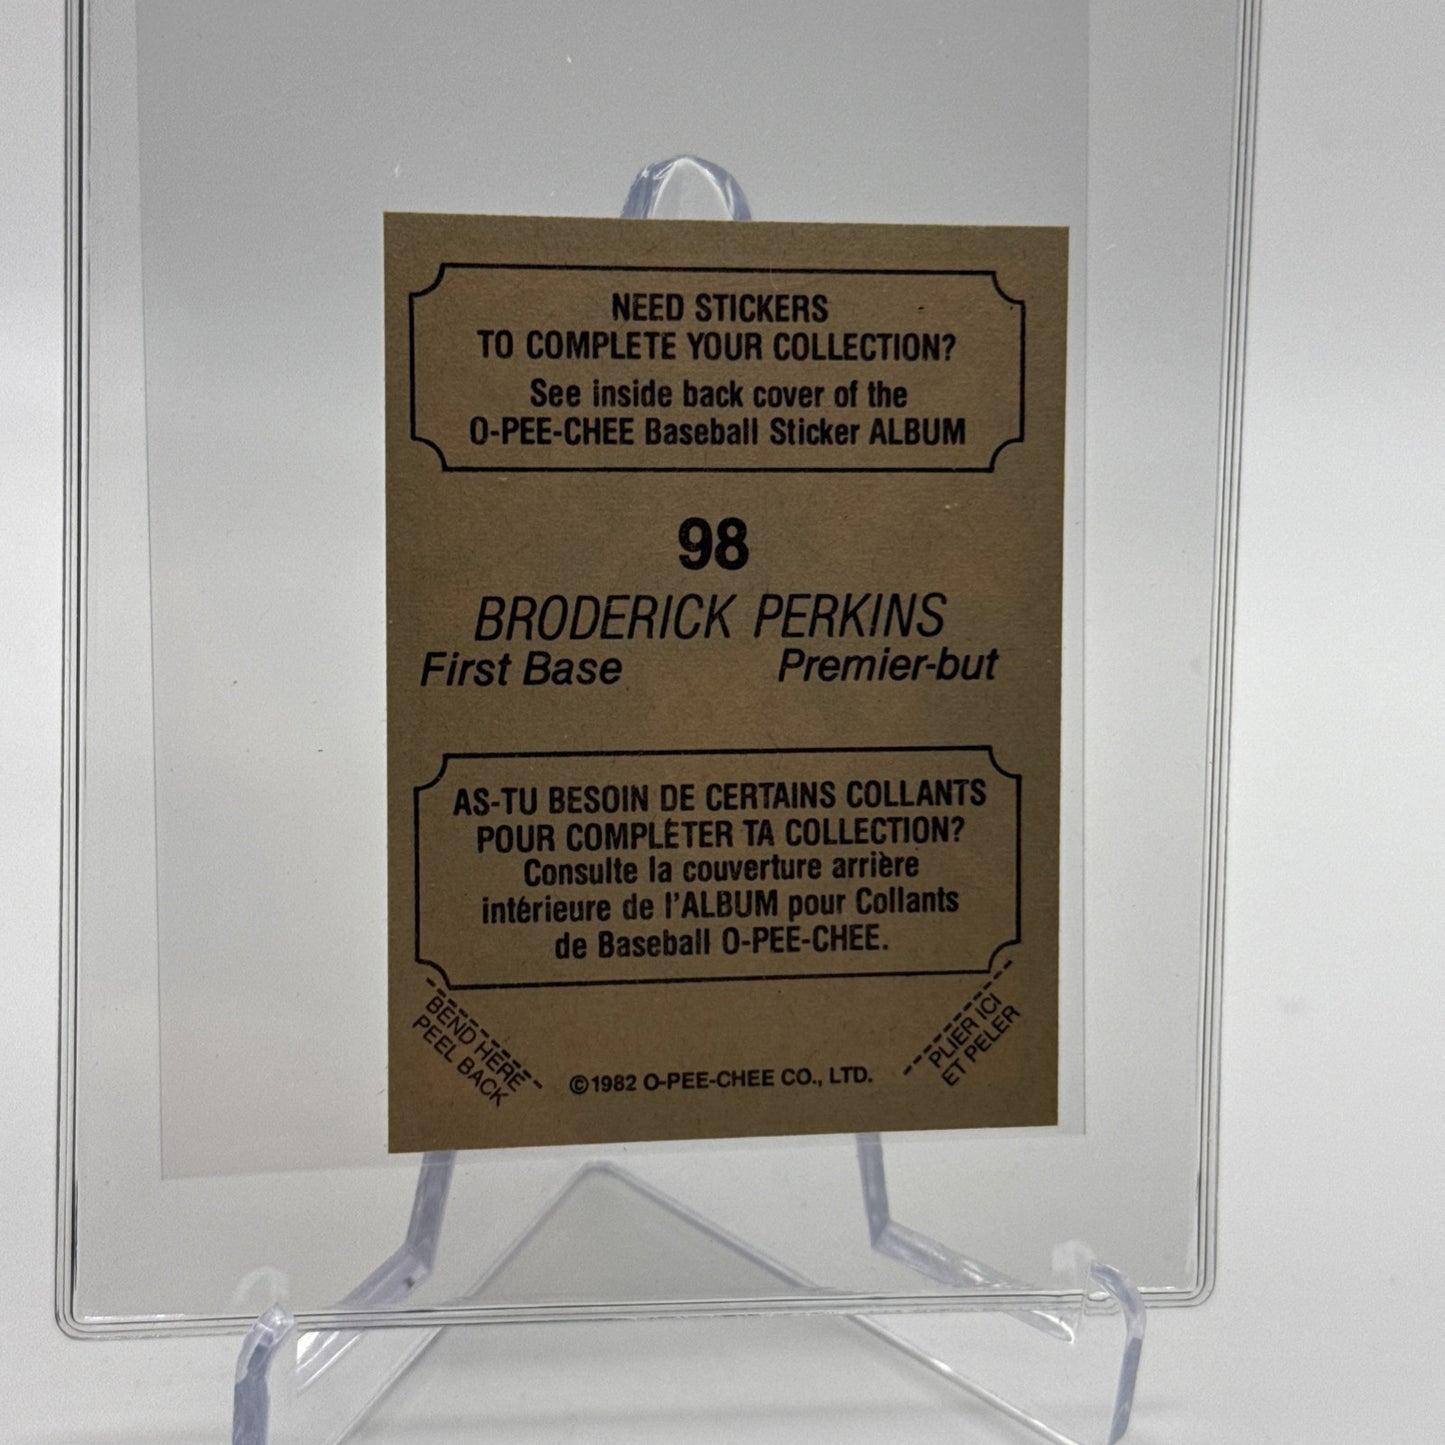 NEED STICKERS
TO COMPLETE YOUR COLLECTION?
See inside back cover of the
O-PEE-CHEE Baseball Sticker ALBUM
98
BRODERICK PERKINS
First Base Premier-but
AS-TU BESOIN DE CERTAINS COLLANTS
POUR COMPLÉTER TA COLLECTION?
Consulte la couverture arrière
intérieure de l'ALBUM pour Collants
de Baseball O-PEE-CHEE.
BEND HERE
PEEL BACK
©1982 O-PEE-CHEE CO., LTD.
PLIER ICI
ET PELER